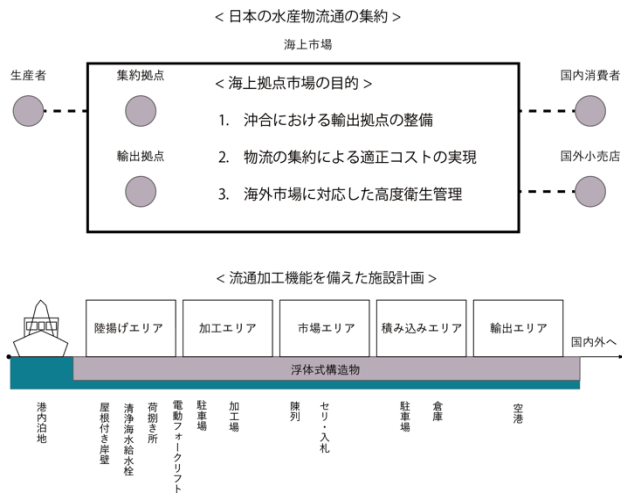 < 日本の水産物流通の集約 >
海上市場
生産者
集約拠点
輸出拠点
< 海上拠点市場の目的 >
1. 沖合における輸出拠点の整備
2. 物流の集約による適正コストの実現
3. 海外市場に対応した高度衛生管理
国内消費者
国外小売店
< 流通加工機能を備えた施設計画 >
陸揚げエリア
加工エリア
市場エリア
積み込みエリア
輸出エリア
国内外へ
浮体式構造物
港内泊地
屋根付き岸壁
清浄海水給水栓
荷捌き所
電動フォークリフト
駐車場
加工場
陳列
セリ・入札
駐車場
倉庫
空港